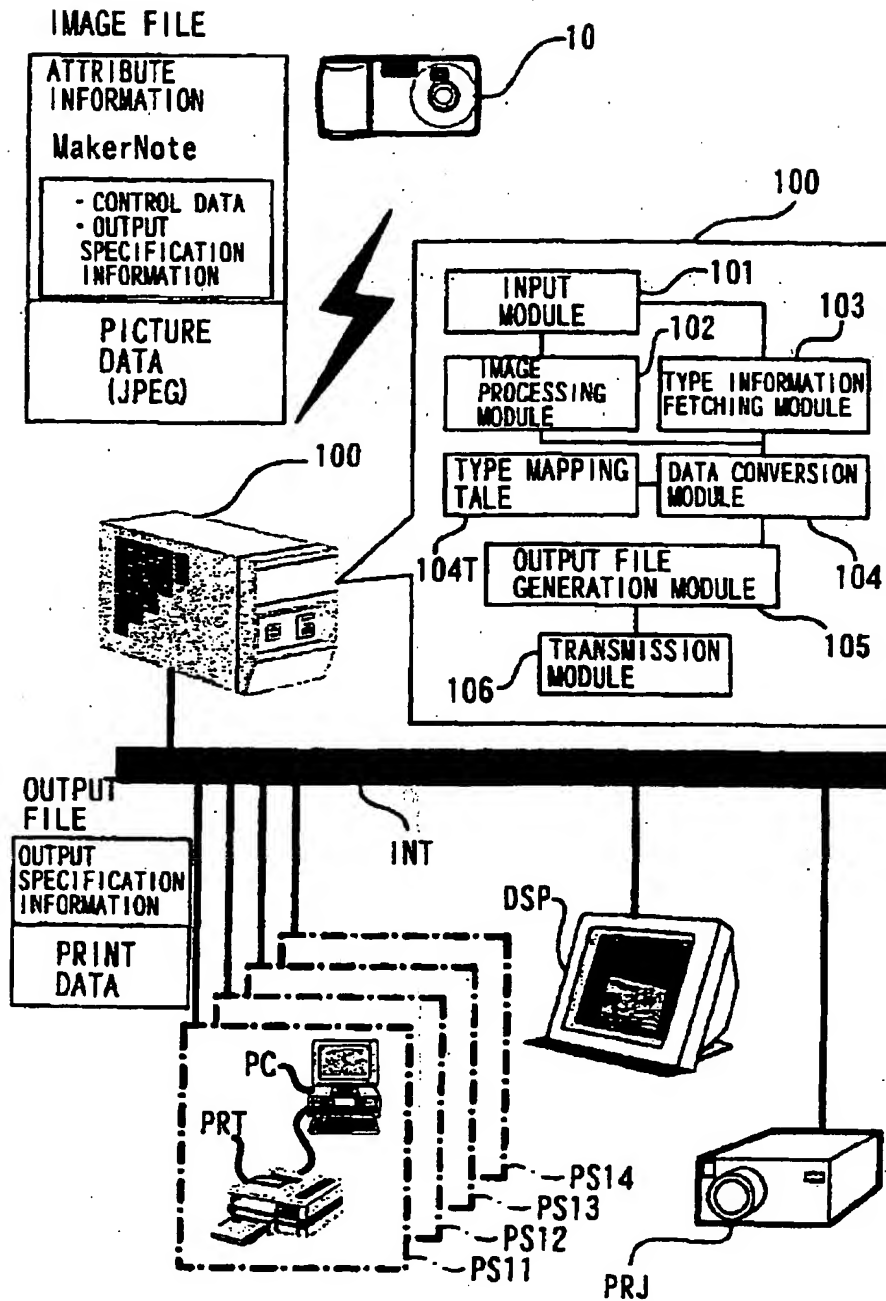 IMAGE FILE
ATTRIBUTE
INFORMATION
MakerNote
- CONTROL DATA
- OUTPUT
SPECIFICATION
INFORMATION
PICTURE
DATA
(JPEG)
10
100
100
INPUT
MODULE
101
102
103
IMAGE
PROCESSING
MODULE
TYPE INFORMATION
FETCHING MODULE
TYPE MAPPING
TALE
DATA CONVERSION
MODULE
104T
104
OUTPUT FILE
GENERATION MODULE
105
TRANSMISSION
MODULE
106
INT
OUTPUT
FILE
OUTPUT
SPECIFICATION
INFORMATION
PRINT
DATA
DSP
PC
PRT
PS14
PS13
PS12
PS11
PRJ